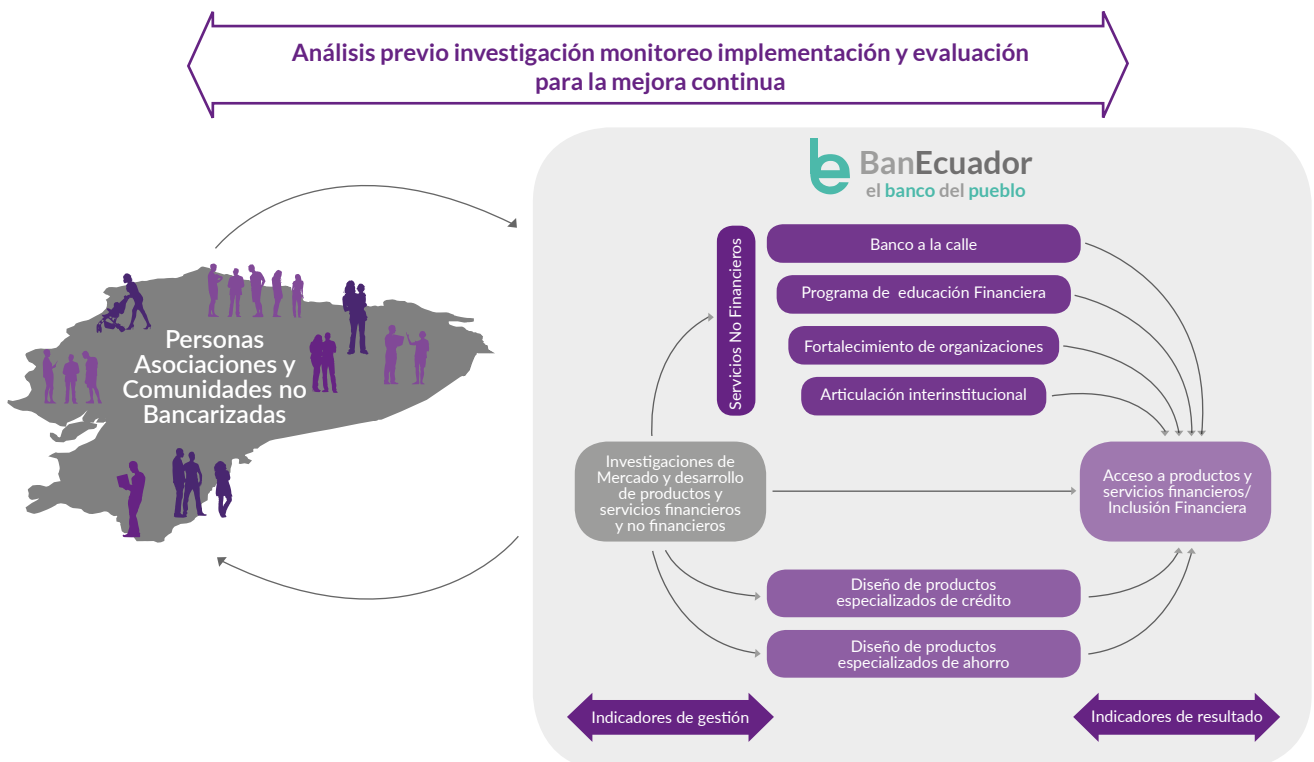 Análisis previo investigación monitoreo implementación y evaluación
para la mejora continua
BanEcuador
el banco del pueblo
Personas
Asociaciones y
Comunidades no
Bancarizadas
Servicios No Financieros
Banco a la calle
Programa de educación Financiera
Fortalecimiento de organizaciones
Articulación interinstitucional
Investigaciones de
Mercado y desarrollo
de productos y
servicios financieros
y no financieros
Acceso a productos y
servicios financieros/
Inclusión Financiera
Diseño de productos
especializados de crédito
Diseño de productos
especializados de ahorro
Indicadores de gestión
Indicadores de resultado